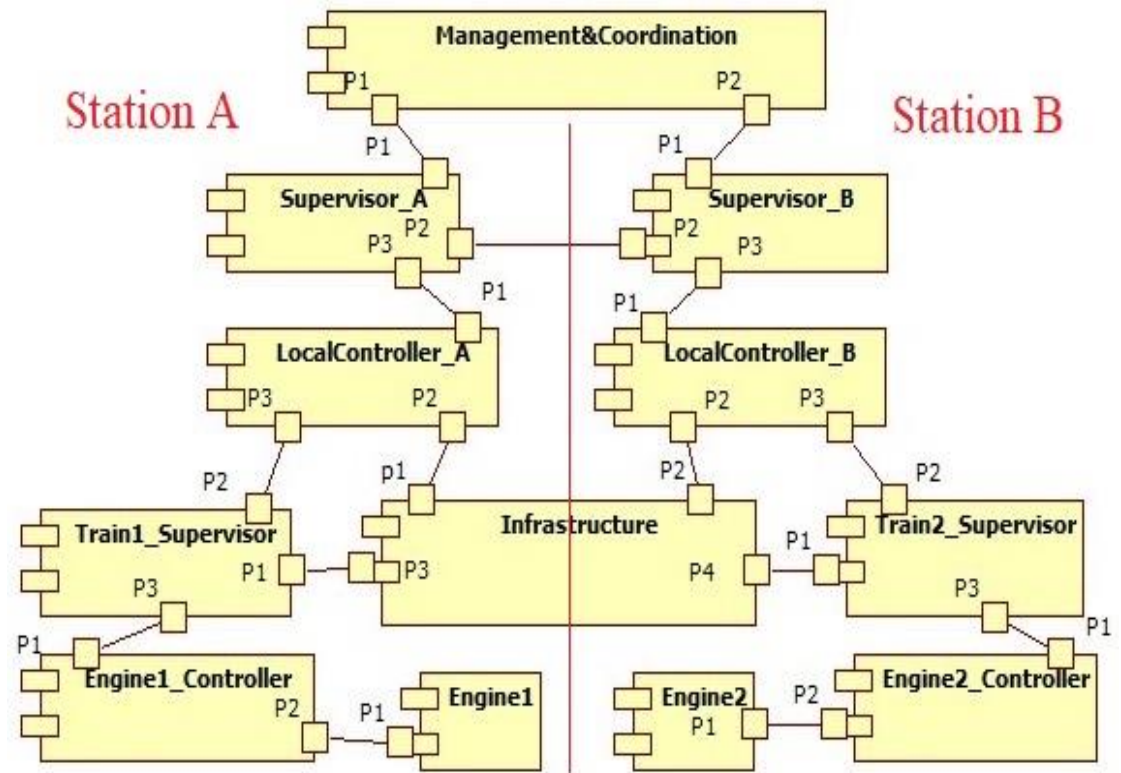 Management&Coordination
P1
P2
Station A
Station B
P1
P1
Supervisor_A
Supervisor_B
P2
P2
P3
P3
P1
P1
LocalController_A
LocalController_B
P3
P2
P2
P3
P2
p1
P2
P2
Train1_Supervisor
Infrastructure
Train2_Supervisor
P1
P3
P4
P1
P3
P3
P1
P1
Engine1_Controller
Engine1
Engine2
Engine2_Controller
P2
P1
P1
P2